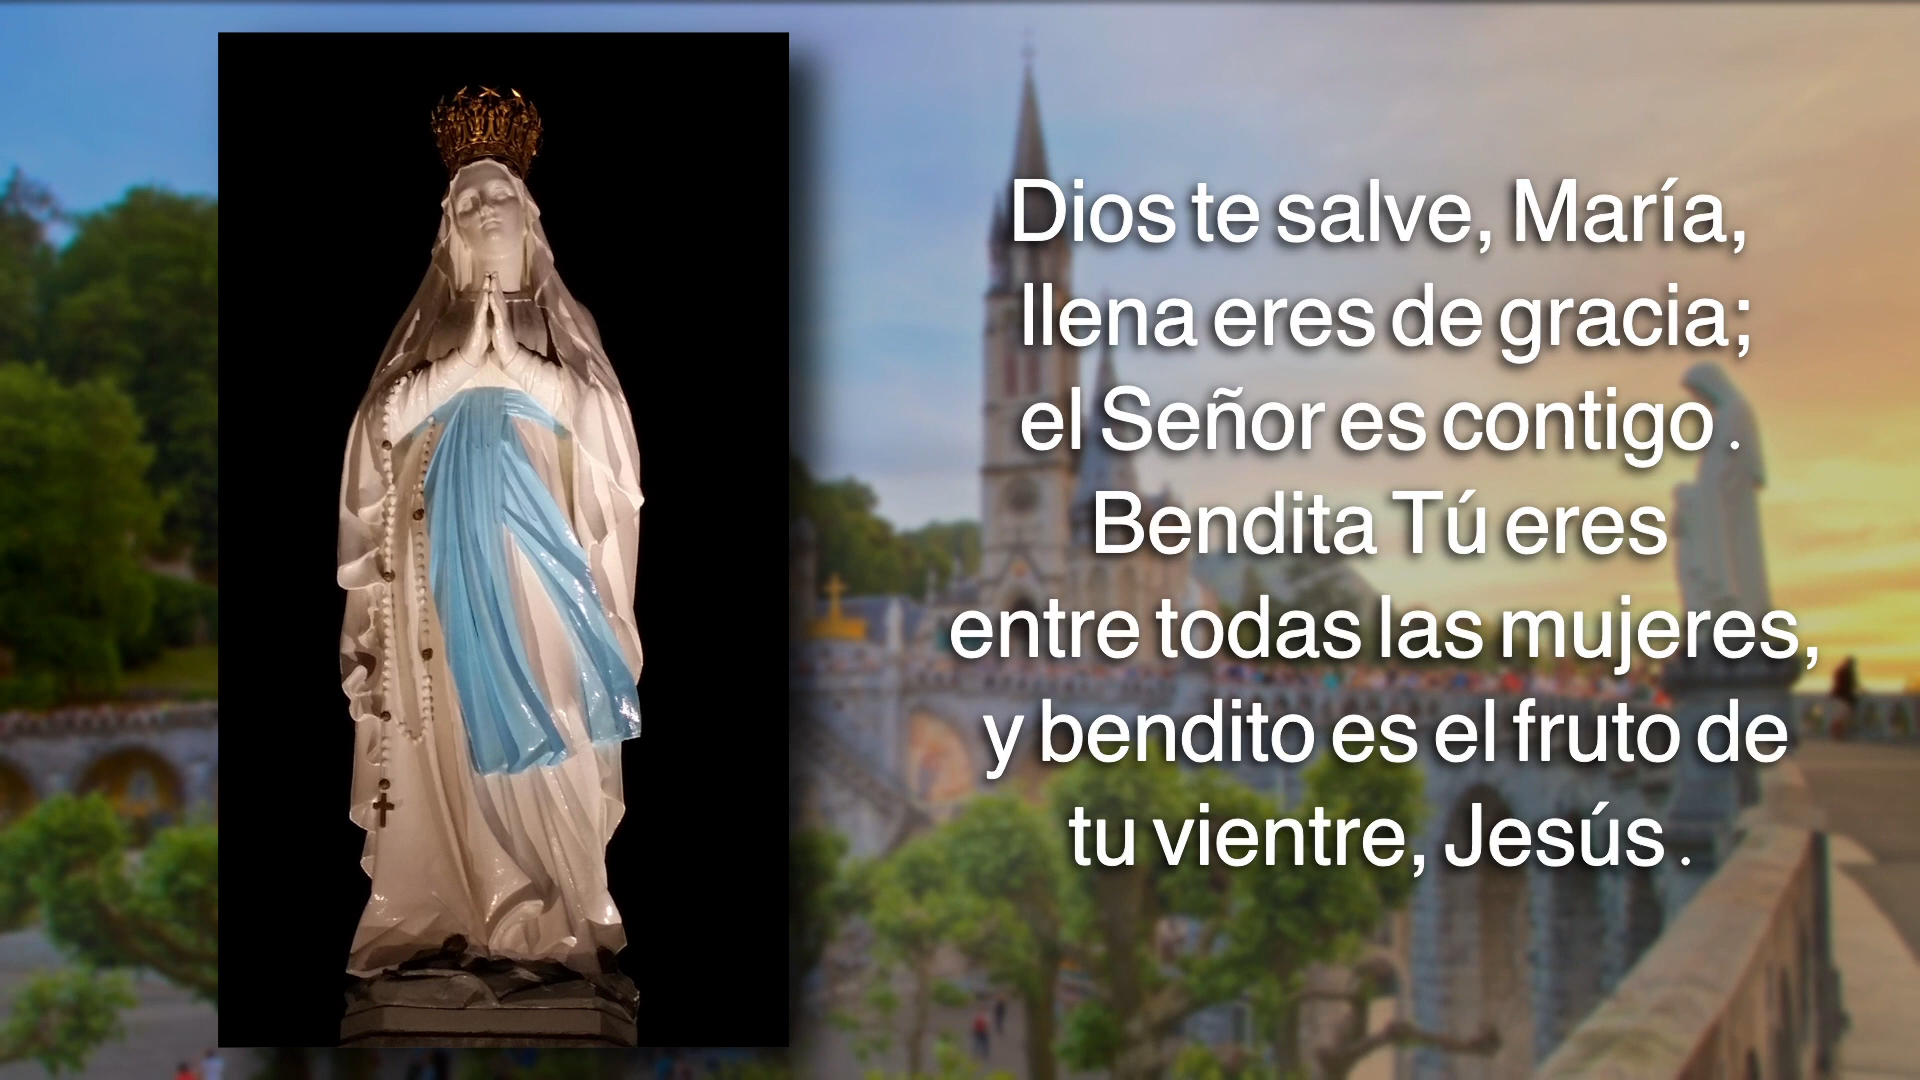 Dios te salve, María,
llena eres de gracia;
el Señor es contigo .
Bendita Tú eres
entre todas las mujeres,
y bendito es el fruto de
tu vientre, Jesús .